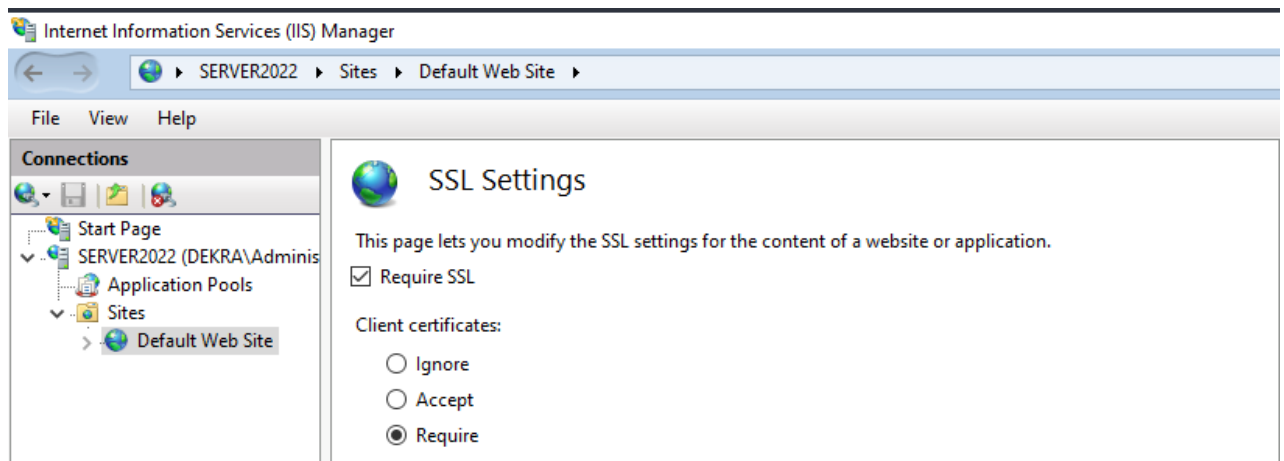 Internet Information Services (IIS) Manager
SERVER2022 Sites Default Web Site
File View Help
Connections
Start Page
SERVER2022 (DEKRA\Adminis
Application Pools
Sites
Default Web Site
SSL Settings
This page lets you modify the SSL settings for the content of a website or application.
Require SSL
Client certificates:
Ignore
Accept
Require